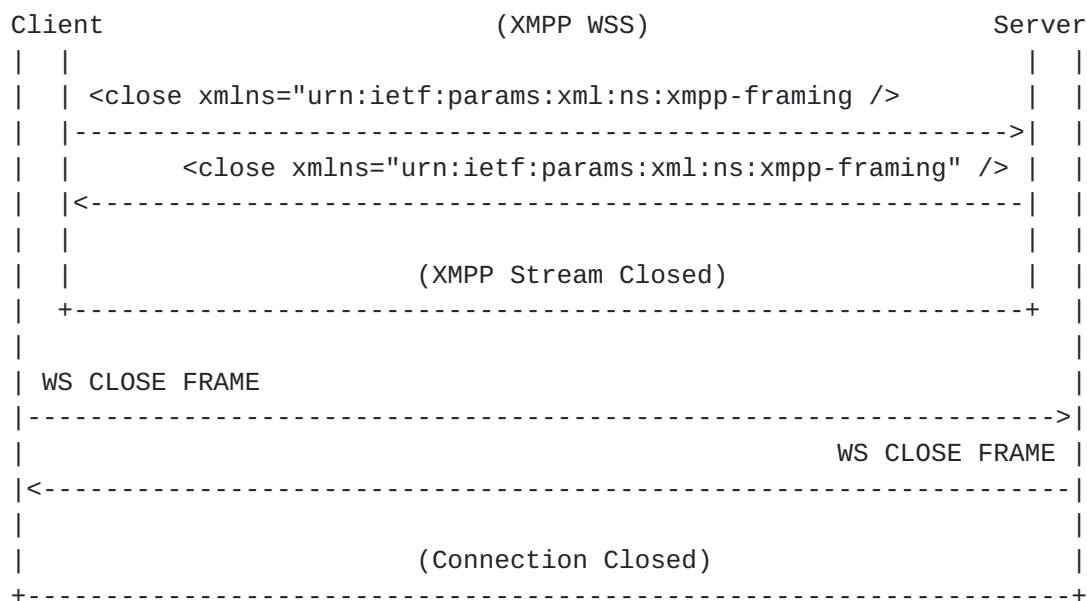 Client (XMPP WSS) Server
<close xmlns="urn:ietf:params:xml:ns:xmpp-framing />
<close xmlns="urn:ietf:params:xml:ns:xmpp-framing" />
(XMPP Stream Closed)
WS CLOSE FRAME
WS CLOSE FRAME
(Connection Closed)